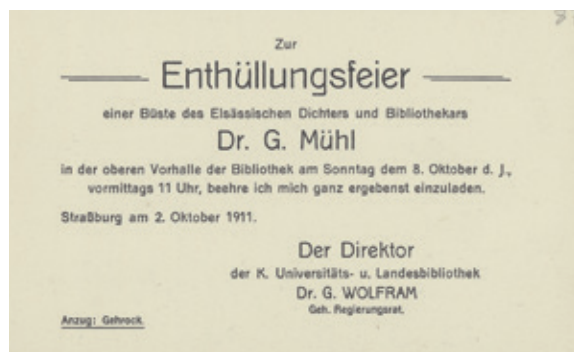 Zur
Enthüllungsfeier
einer Büste des Elsässischen Dichters und Bibliothekars
Dr. G. Mühl
in der oberen Vorhalle der Bibliothek am Sonntag dem 8. Oktober d. J.,
vormittags 11 Uhr, beehre ich mich ganz ergebenst einzuladen.
Straßburg am 2. Oktober 1911.
Der Direktor
der K. Universitäts- u. Landesbibliothek
Dr. G. WOLFRAM
Geh. Regierungsrat.
Anzug: Gehrock.